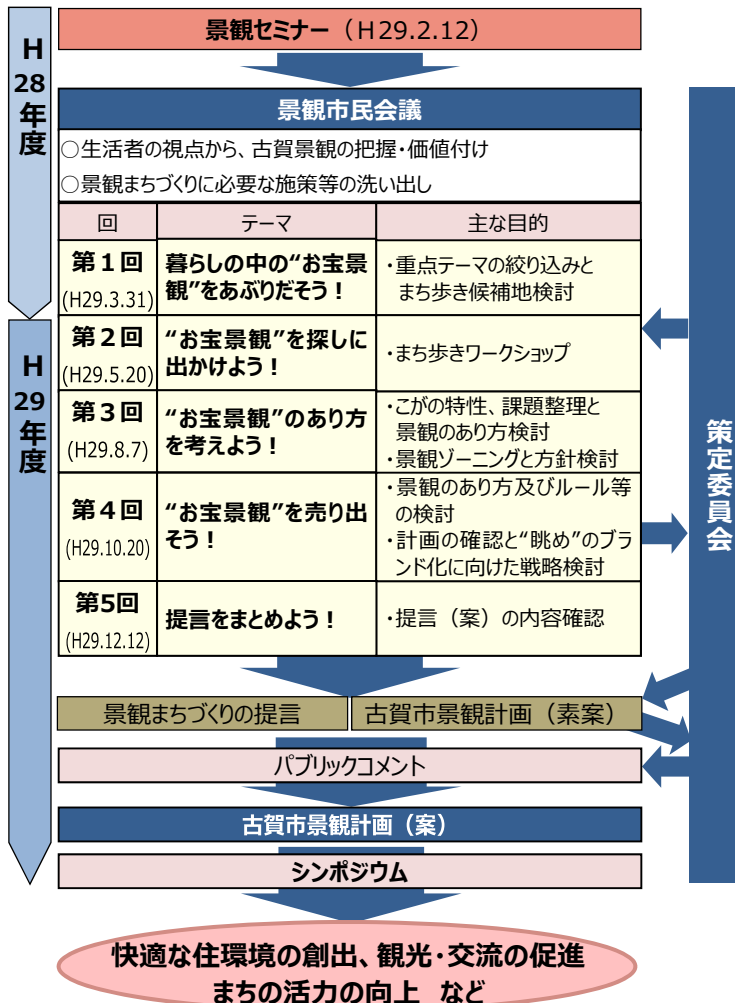 景観セミナー（Ｈ29.2.12）
H
28
年
度
景観市民会議
○生活者の視点から、古賀景観の把握・価値付け
○景観まちづくりに必要な施策等の洗い出し
回 テーマ 主な目的
第１回
(H29.3.31)
暮らしの中の“お宝景
観”をあぶりだそう！
・重点テーマの絞り込みと
まち歩き候補地検討
H
29
年
度
第２回
(H29.5.20)
“お宝景観”を探しに
出かけよう！
・まち歩きワークショップ
第３回
(H29.8.7)
“お宝景観”のあり方
を考えよう！
・こがの特性、課題整理と
景観のあり方検討
・景観ゾーニングと方針検討
第４回
(H29.10.20)
“お宝景観”を売り出
そう！
・景観のあり方及びルール等
の検討
・計画の確認と“眺め”のブラ
ンド化に向けた戦略検討
第5回
(H29.12.12)
提言をまとめよう！
・提言（案）の内容確認
策定委員会
景観まちづくりの提言
古賀市景観計画（素案）
パブリックコメント
古賀市景観計画（案）
シンポジウム
快適な住環境の創出、観光・交流の促進
まちの活力の向上 など